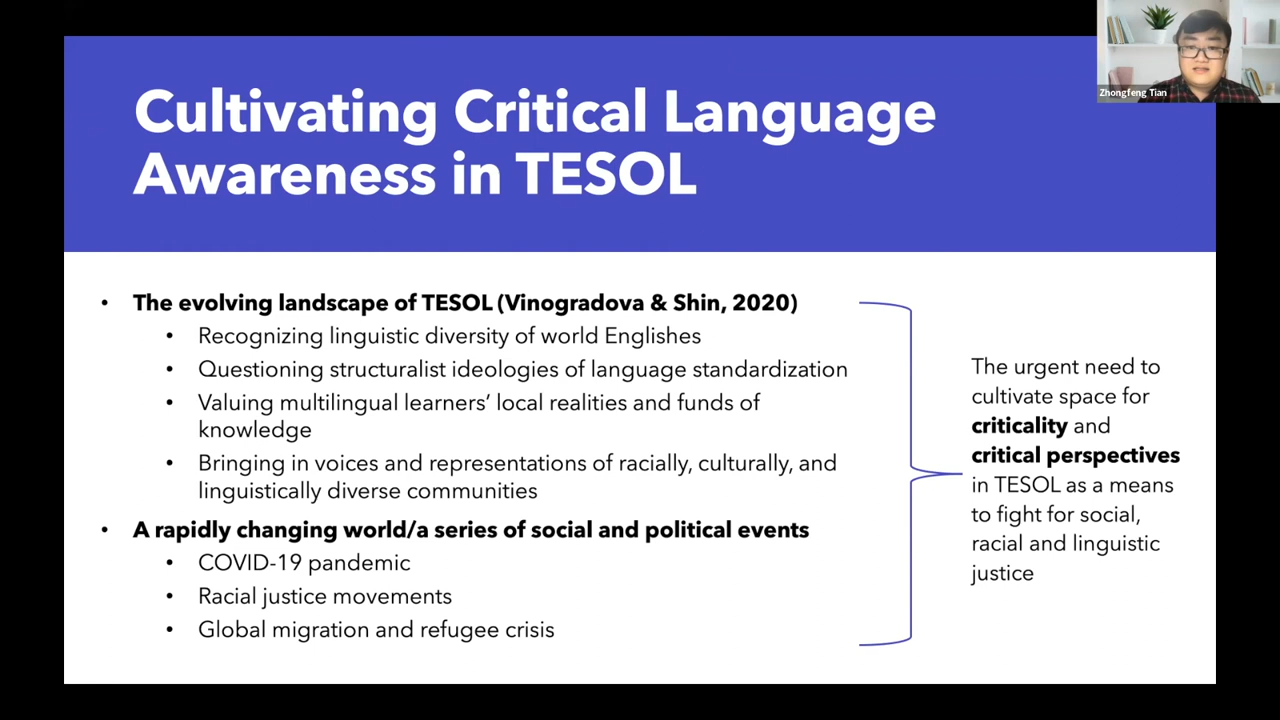 Zhongfeng Tian
Cultivating Critical Language
Awareness in TESOL
• The evolving landscape of TESOL (Vinogradova & Shin, 2020)
• Recognizing linguistic diversity of world Englishes
• Questioning structuralist ideologies of language standardization
• Valuing multilingual learners’ local realities and funds of
knowledge
• Bringing in voices and representations of racially, culturally, and
linguistically diverse communities
• A rapidly changing world/a series of social and political events
• COVID-19 pandemic
• Racial justice movements
• Global migration and refugee crisis
The urgent need to
cultivate space for
criticality and
critical perspectives
in TESOL as a means
to fight for social,
racial and linguistic
justice